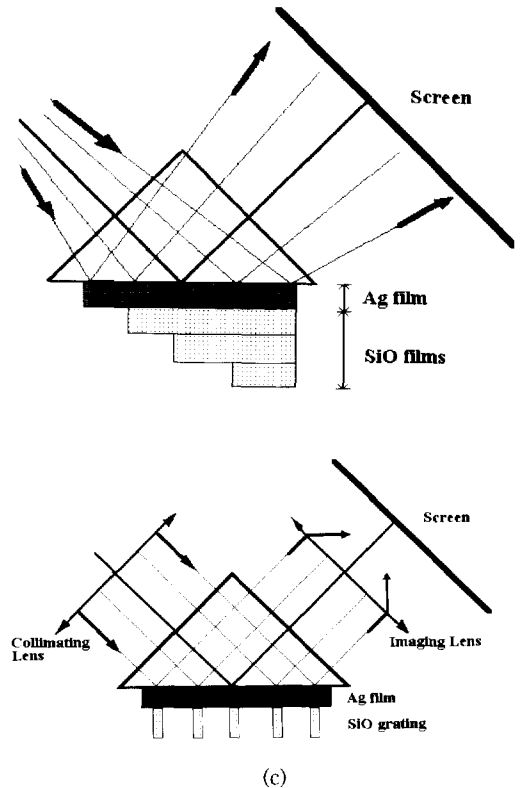 Screen
Ag film
SiO films
Screen
Collimating
Lens
Imaging Lens
Ag film
SiO grating
(c)